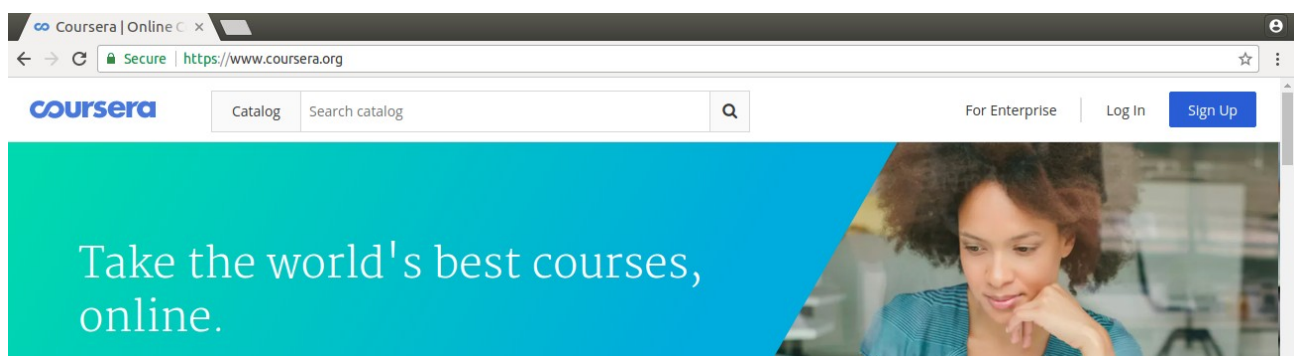 Coursera | Online C
Secure https://www.coursera.org
coursera
Catalog Search catalog For Enterprise Log In Sign Up
Take the world's best courses,
online.